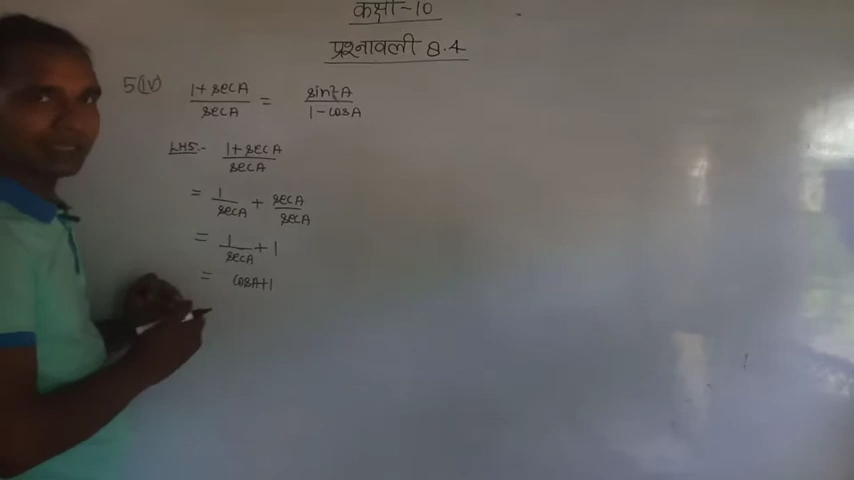 कक्षा-10
प्रश्नावली 8.4
5(iv) (1+secA)/secA = sin²A/(1-cosA)
LHS:- (1+secA)/secA
= 1/secA + secA/secA
= 1/secA + 1
= cosA+1